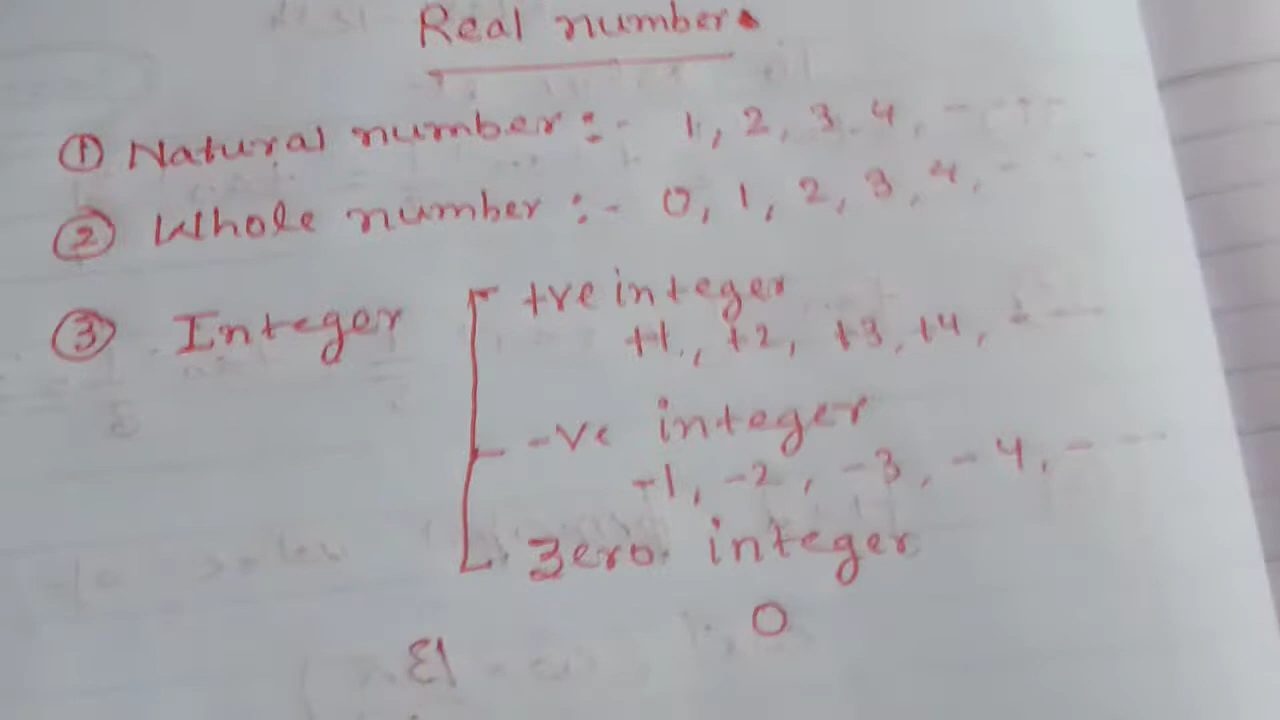 Real number
① Natural number :- 1, 2, 3, 4, - - - -
② Whole number :- 0, 1, 2, 3, 4, - - - -
③ Integer
+ve integer
+1, +2, +3, +4, - - -
-ve integer
-1, -2, -3, -4, - - -
zero integer
0